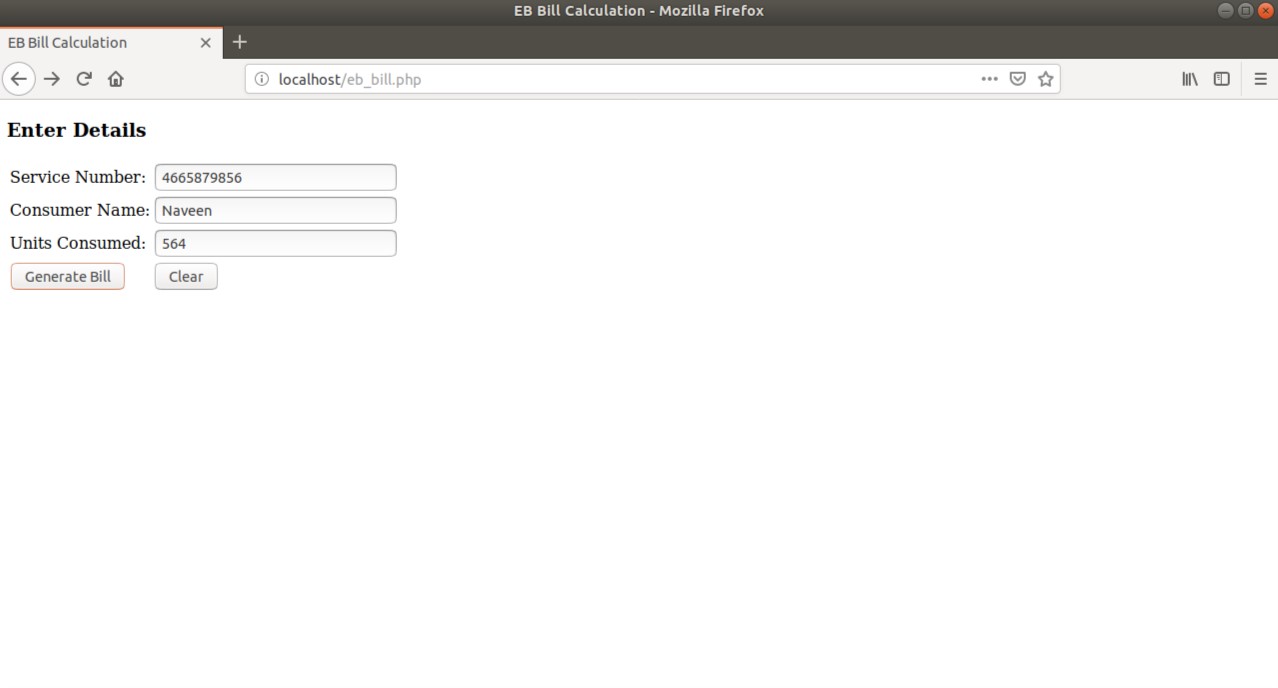 EB Bill Calculation - Mozilla Firefox
EB Bill Calculation
localhost/eb_bill.php
Enter Details
Service Number: 4665879856
Consumer Name: Naveen
Units Consumed: 564
Generate Bill Clear